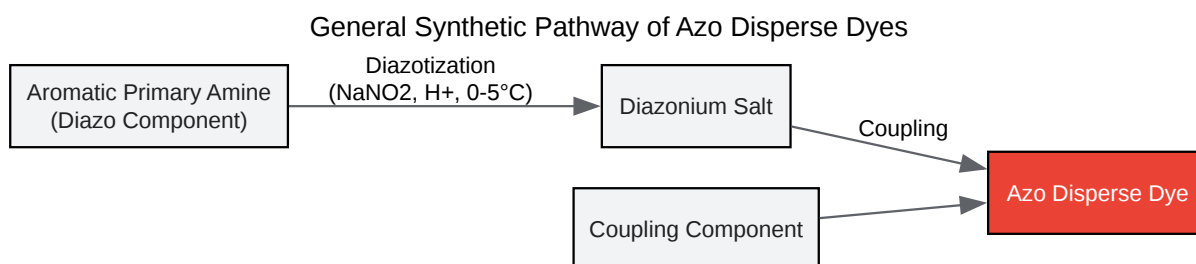 General Synthetic Pathway of Azo Disperse Dyes
Aromatic Primary Amine
(Diazo Component)
Diazotization
(NaNO2, H+, 0-5°C)
Diazonium Salt
Coupling
Coupling Component
Azo Disperse Dye